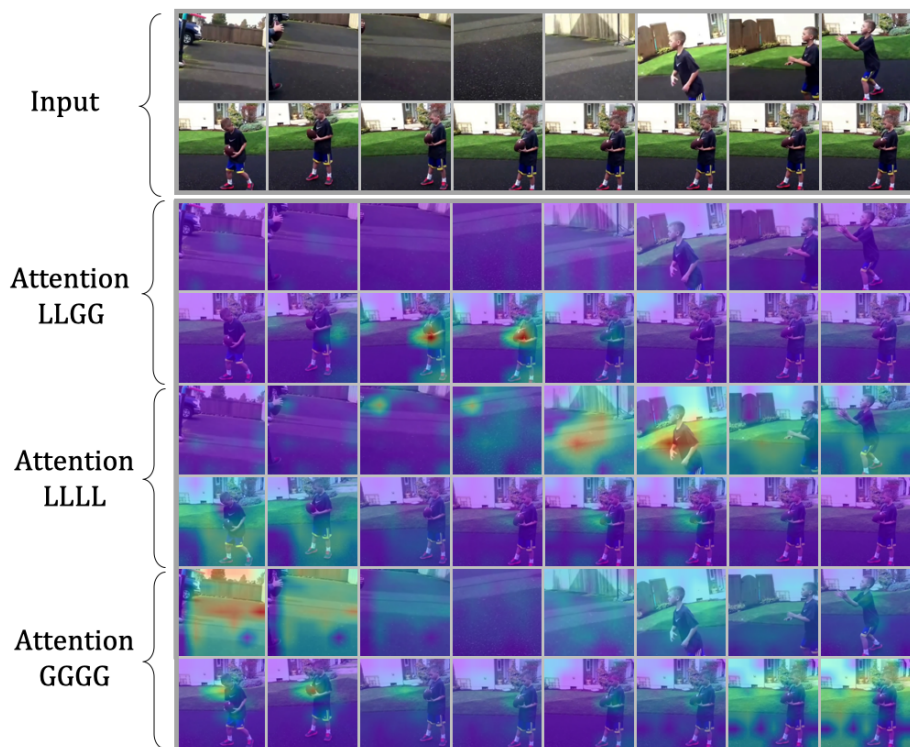 Input
Attention
LLGG
Attention
LLLL
Attention
GGGG